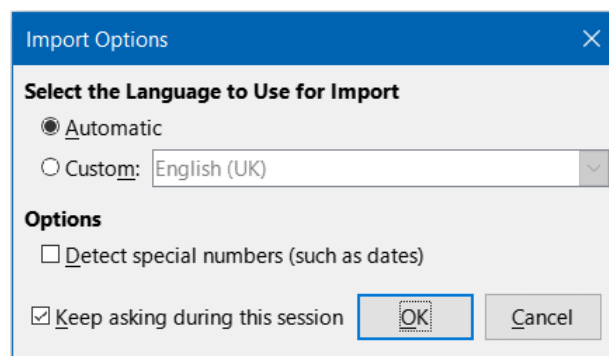 Import Options
Select the Language to Use for Import
Automatic
Custom: English (UK)
Options
Detect special numbers (such as dates)
Keep asking during this session OK Cancel